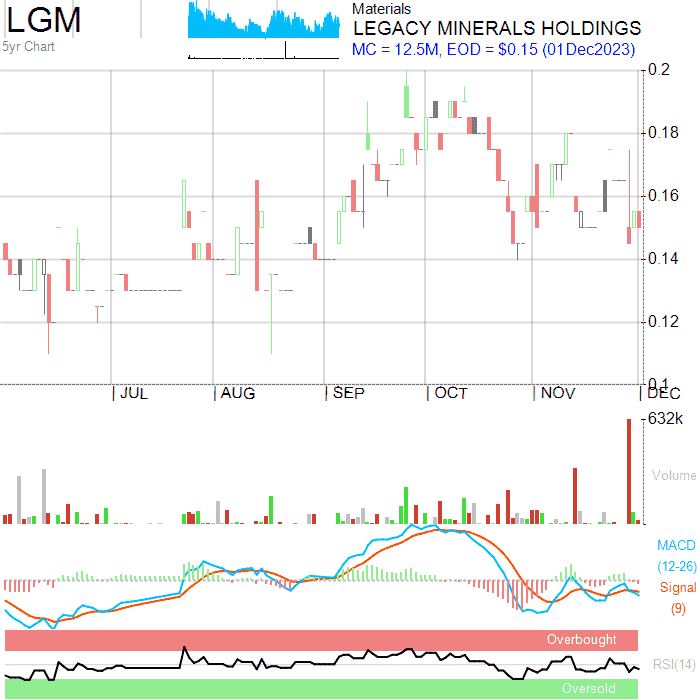 LGM
5yr Chart
Materials
LEGACY MINERALS HOLDINGS
MC = 12.5M, EOD = $0.15 (01Dec2023)
0.2
0.18
0.16
0.14
0.12
0.1
JUL AUG SEP OCT NOV DEC
632k
Volume
MACD
(12-26)
Signal
(9)
Overbought
RSI(14)
Oversold